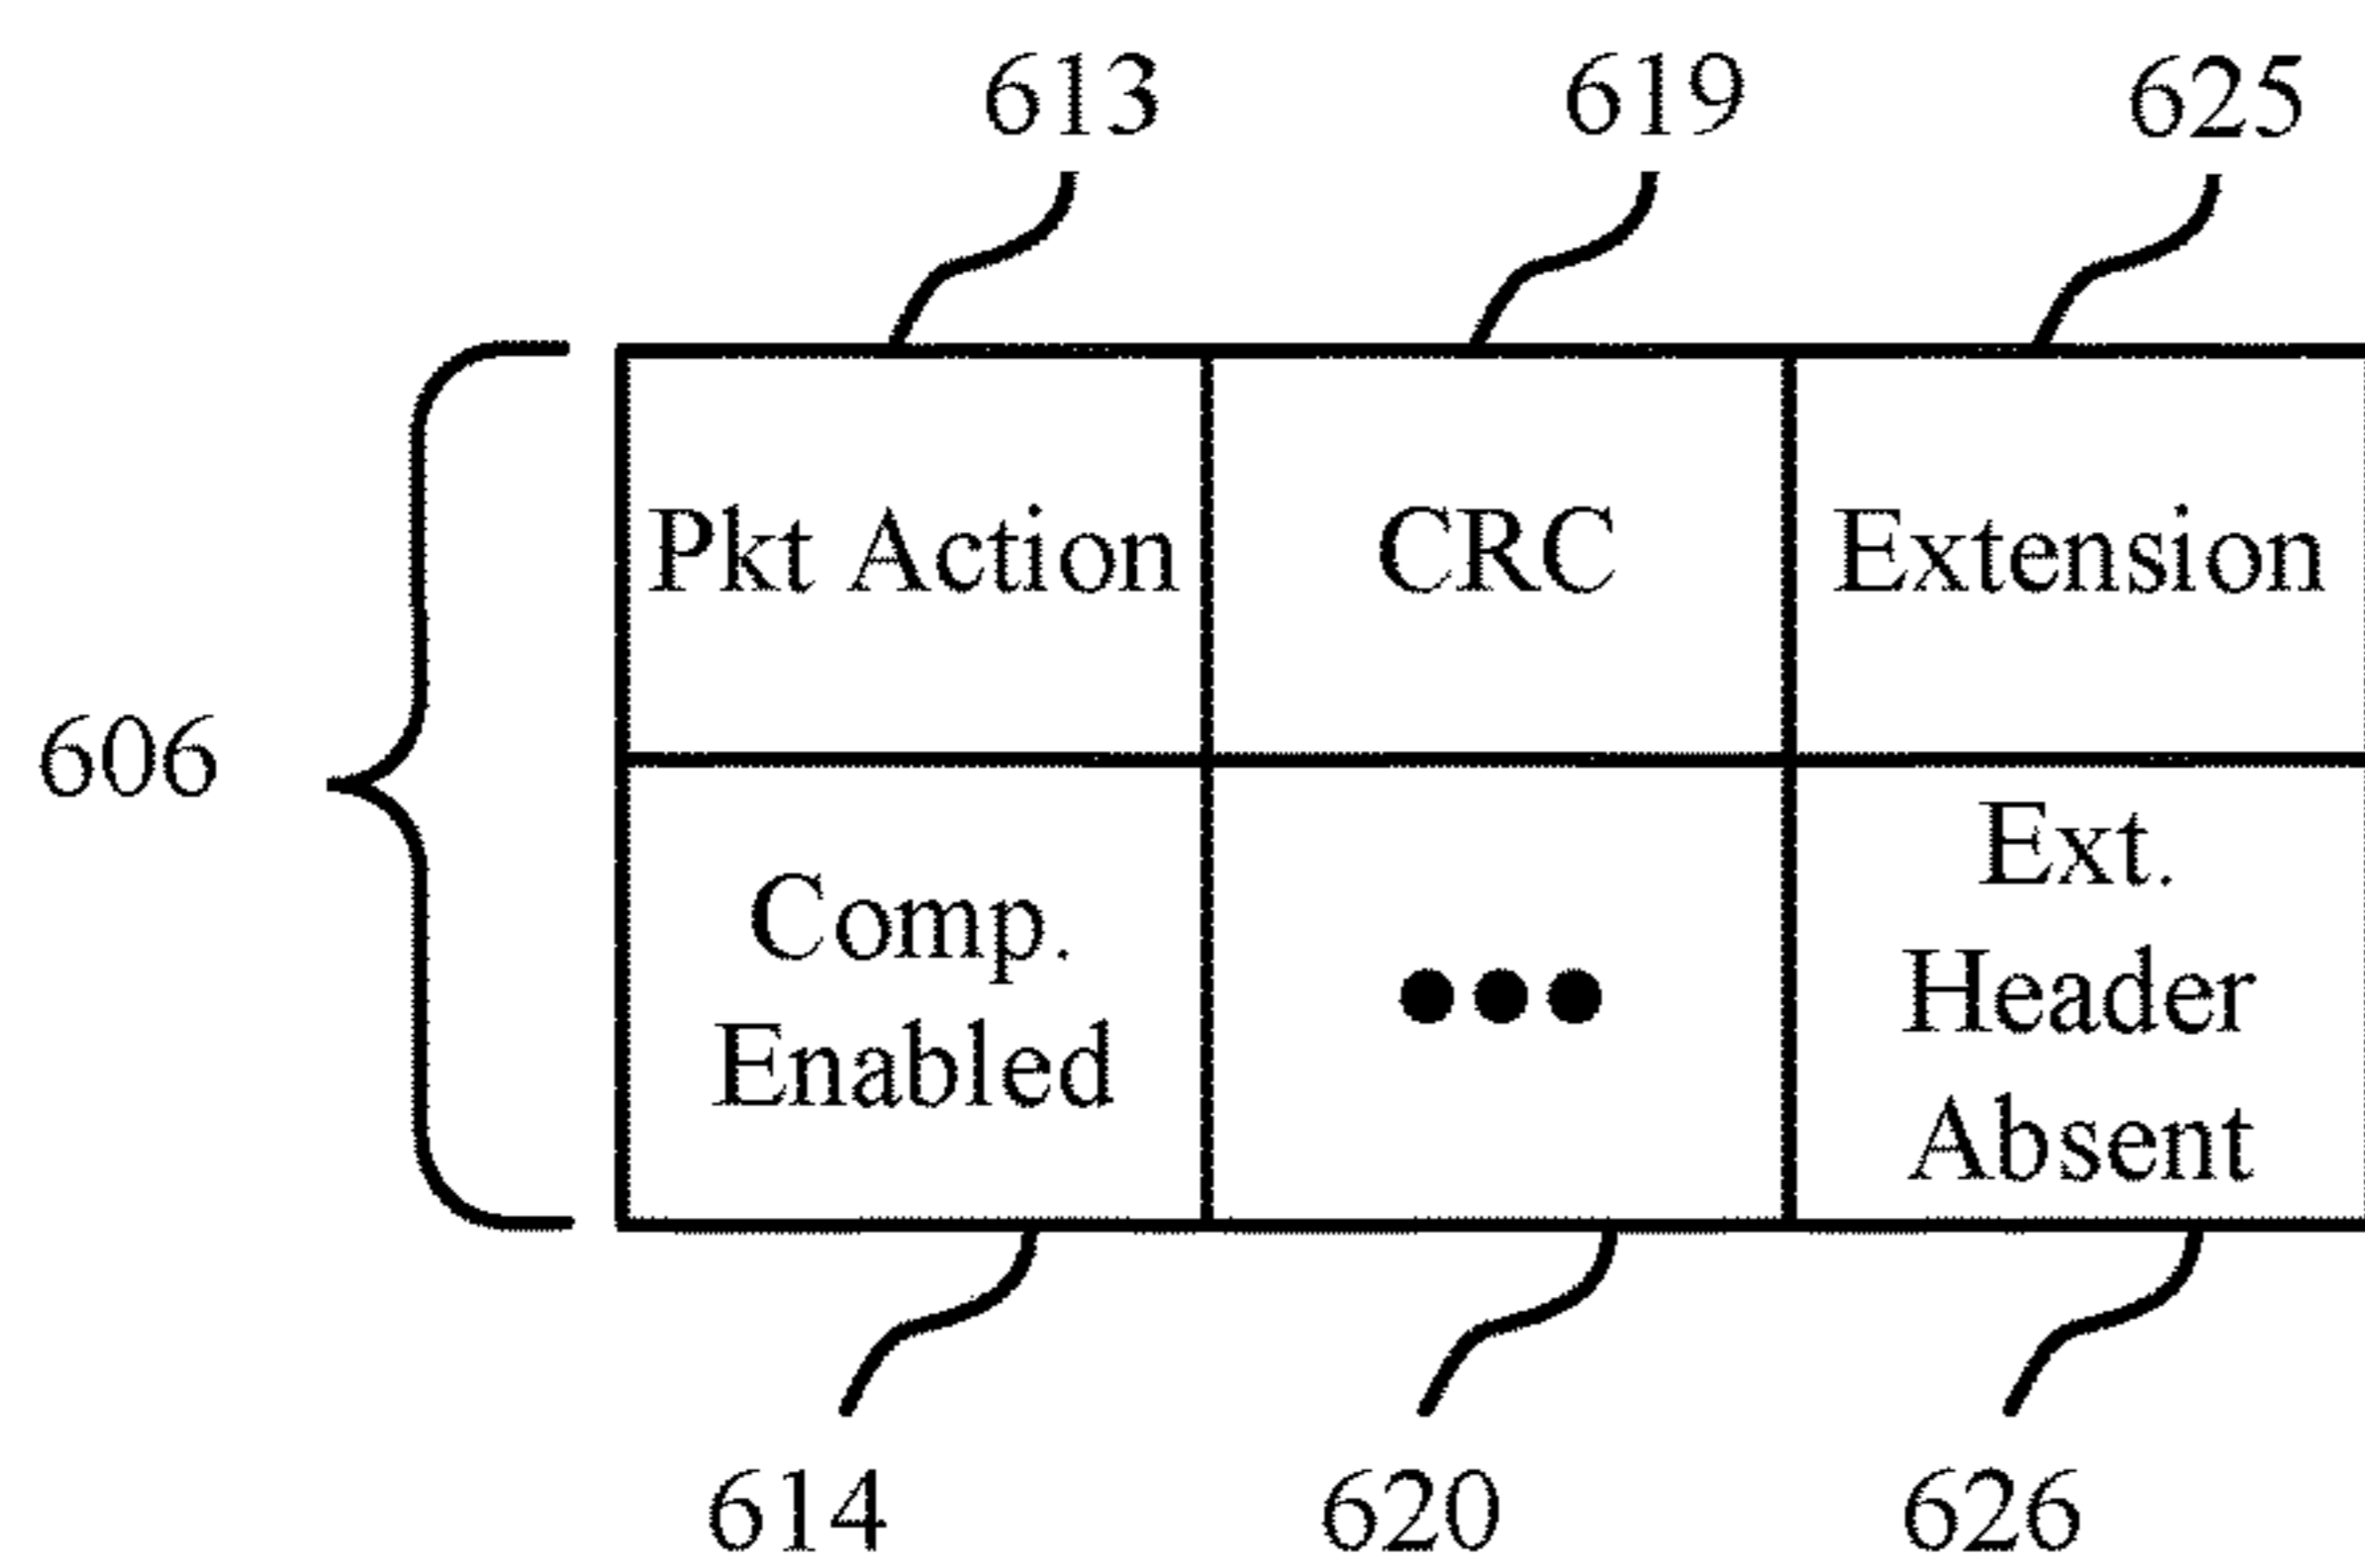 613 619 625
Pkt Action CRC Extension
606
Comp.
Enabled
Ext.
Header
Absent
614 620 626